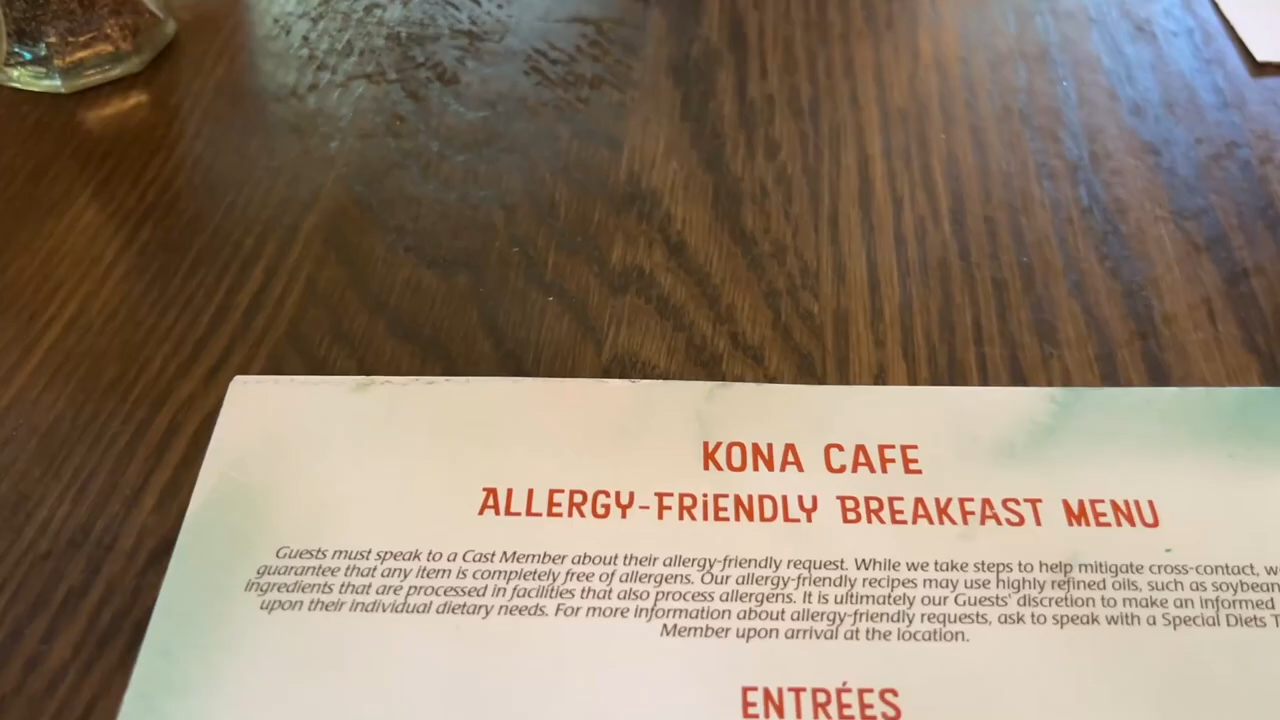 KONA CAFE
ALLERGY-FRiENDLY BREAKFAST MENU
Guests must speak to a Cast Member about their allergy-friendly request. While we take steps to help mitigate cross-contact, w
guarantee that any item is completely free of allergens. Our allergy-friendly recipes may use highly refined oils, such as soybean
ingredients that are processed in facilities that also process allergens. It is ultimately our Guests' discretion to make an informed
upon their individual dietary needs. For more information about allergy-friendly requests, ask to speak with a Special Diets T
Member upon arrival at the location.
ENTRÉES